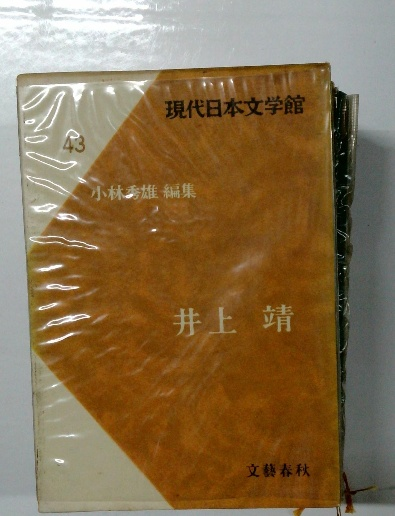 現代日本文学館
43
小林秀雄 編集
井上 靖
文藝春秋